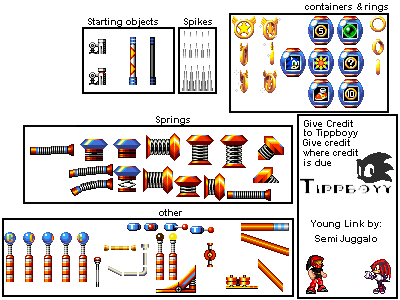 containers & rings
Starting objects
Spikes
Springs
Give Credit
to Tippboyy
Give credit
where credit
is due
TIPPBOYY
other
Young Link by:
Semi Juggalo